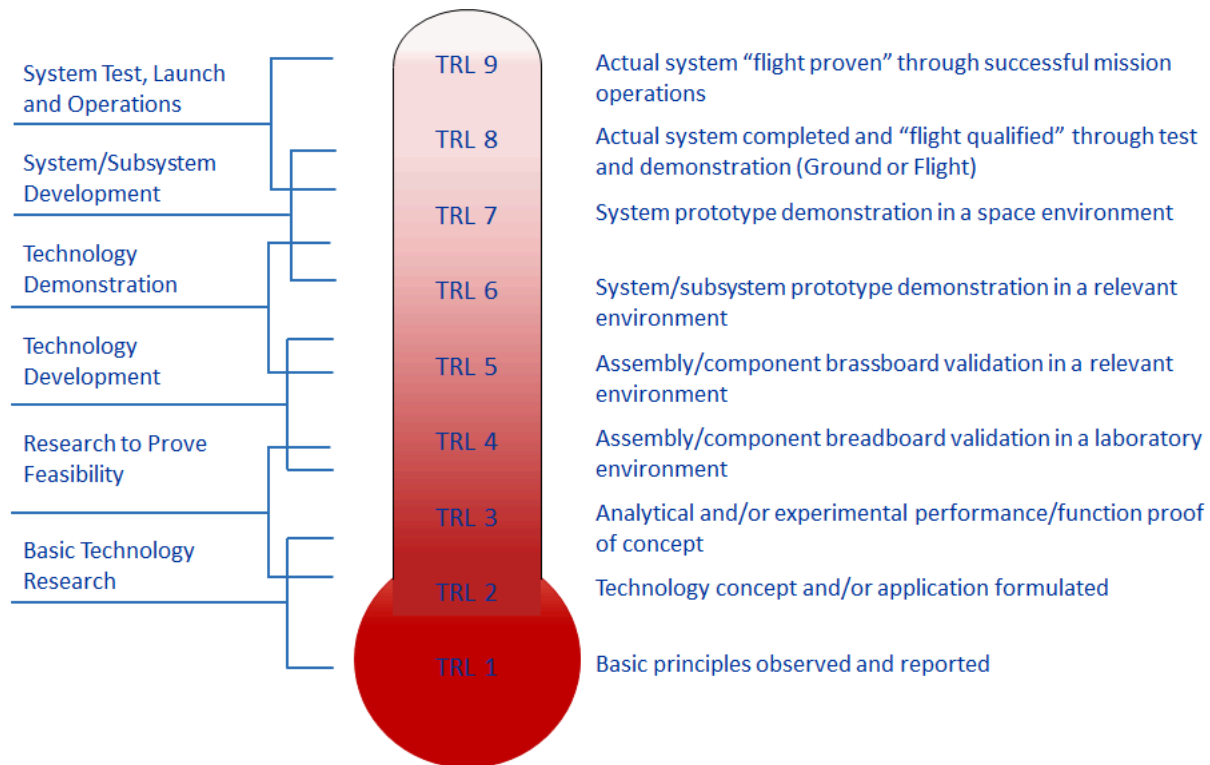 System Test, Launch
and Operations
System/Subsystem
Development
Technology
Demonstration
Technology
Development
Research to Prove
Feasibility
Basic Technology
Research
TRL 9
TRL 8
TRL 7
TRL 6
TRL 5
TRL 4
TRL 3
TRL 2
TRL 1
Actual system “flight proven” through successful mission
operations
Actual system completed and “flight qualified” through test
and demonstration (Ground or Flight)
System prototype demonstration in a space environment
System/subsystem prototype demonstration in a relevant
environment
Assembly/component brassboard validation in a relevant
environment
Assembly/component breadboard validation in a laboratory
environment
Analytical and/or experimental performance/function proof
of concept
Technology concept and/or application formulated
Basic principles observed and reported